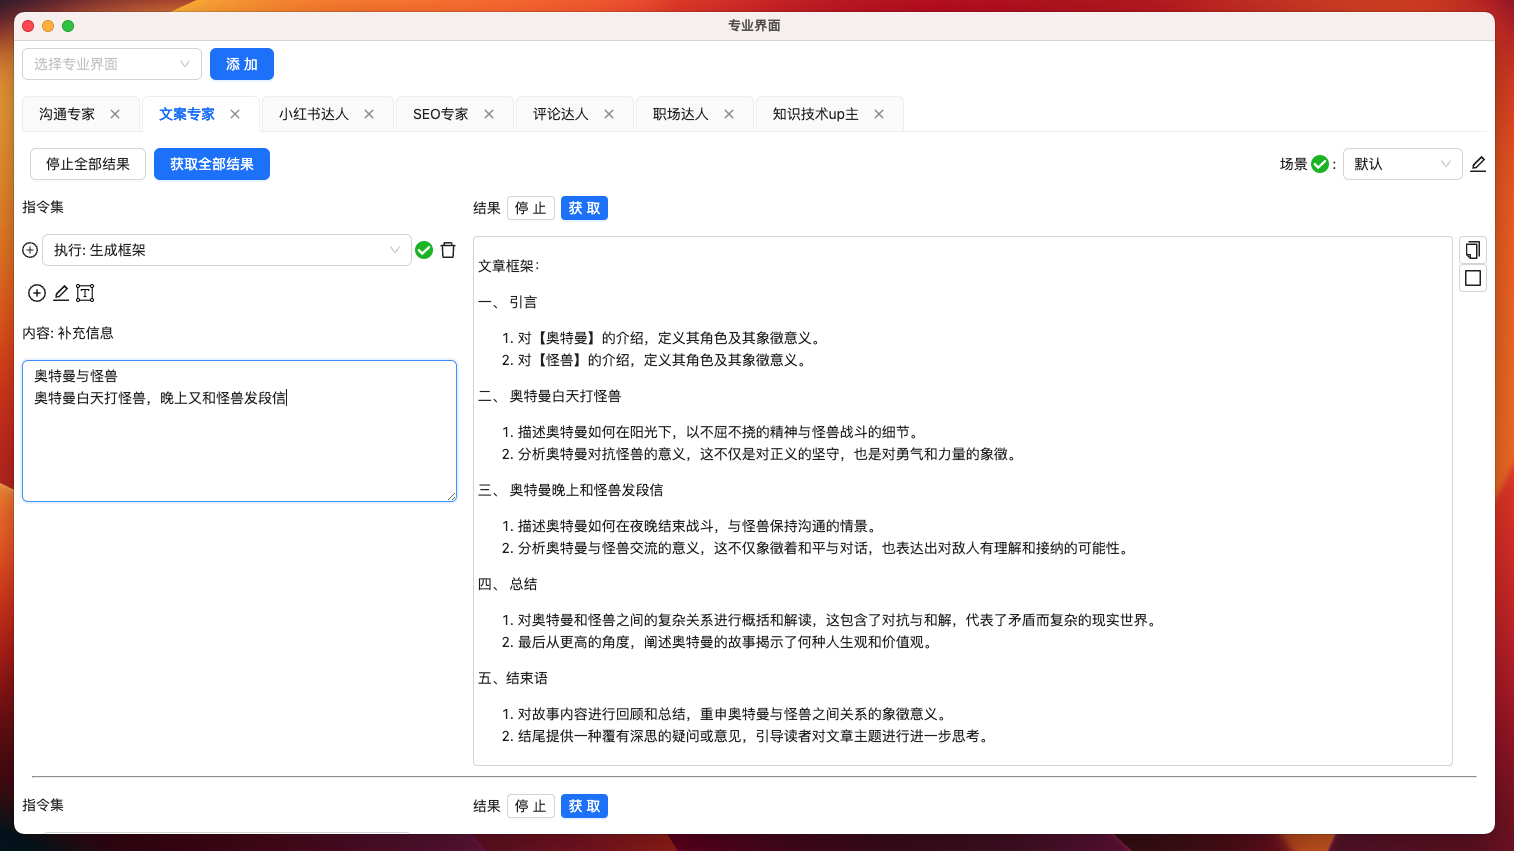 专业界面
选择专业界面
添 加
沟通专家
文案专家
小红书达人
SEO专家
评论达人
职场达人
知识技术up主
停止全部结果
获取全部结果
场景 :
默认
指令集
结果
停 止
获 取
执行: 生成框架
内容: 补充信息
奥特曼与怪兽
奥特曼白天打怪兽，晚上又和怪兽发段信
文章框架：
一、 引言
1. 对【奥特曼】的介绍，定义其角色及其象徵意义。
2. 对【怪兽】的介绍，定义其角色及其象徵意义。
二、 奥特曼白天打怪兽
1. 描述奥特曼如何在阳光下，以不屈不挠的精神与怪兽战斗的细节。
2. 分析奥特曼对抗怪兽的意义，这不仅是对正义的坚守，也是对勇气和力量的象徵。
三、 奥特曼晚上和怪兽发段信
1. 描述奥特曼如何在夜晚结束战斗，与怪兽保持沟通的情景。
2. 分析奥特曼与怪兽交流的意义，这不仅象徵着和平与对话，也表达出对敌人有理解和接纳的可能性。
四、 总结
1. 对奥特曼和怪兽之间的复杂关系进行概括和解读，这包含了对抗与和解，代表了矛盾而复杂的现实世界。
2. 最后从更高的角度，阐述奥特曼的故事揭示了何种人生观和价值观。
五、结束语
1. 对故事内容进行回顾和总结，重申奥特曼与怪兽之间关系的象徵意义。
2. 结尾提供一种覆有深思的疑问或意见，引导读者对文章主题进行进一步思考。
指令集
结果
停 止
获 取